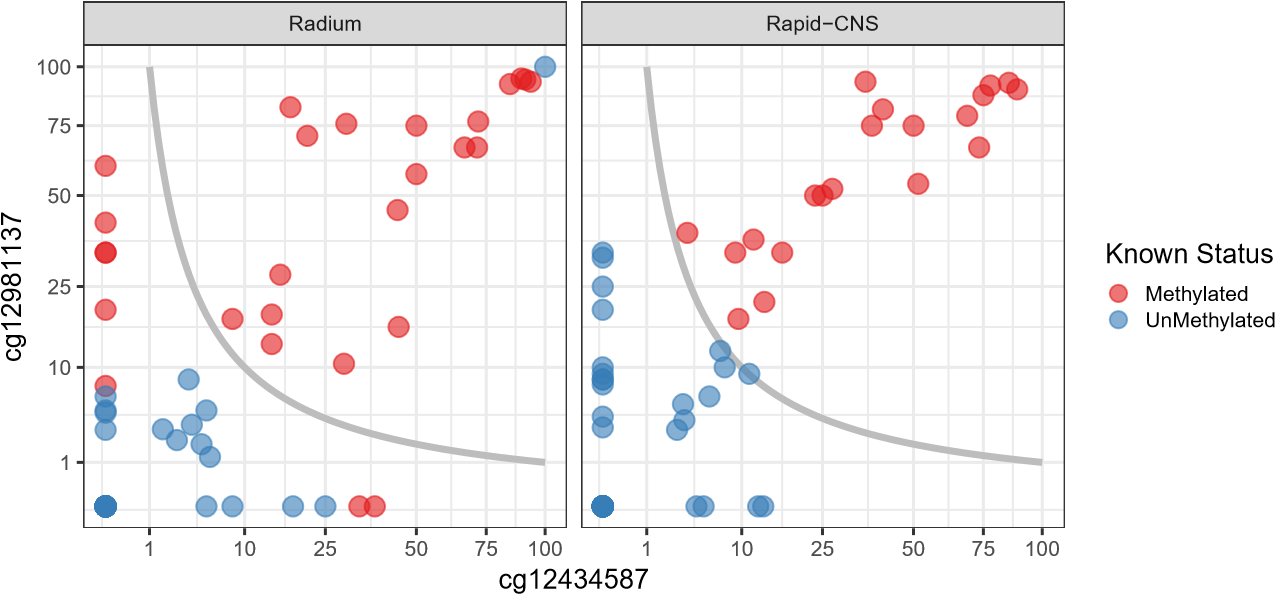 Radium
Rapid−CNS
cg12981137
100
75
50
25
10
1
1 10 25 50 75 100
1 10 25 50 75 100
cg12434587
Known Status
Methylated
UnMethylated